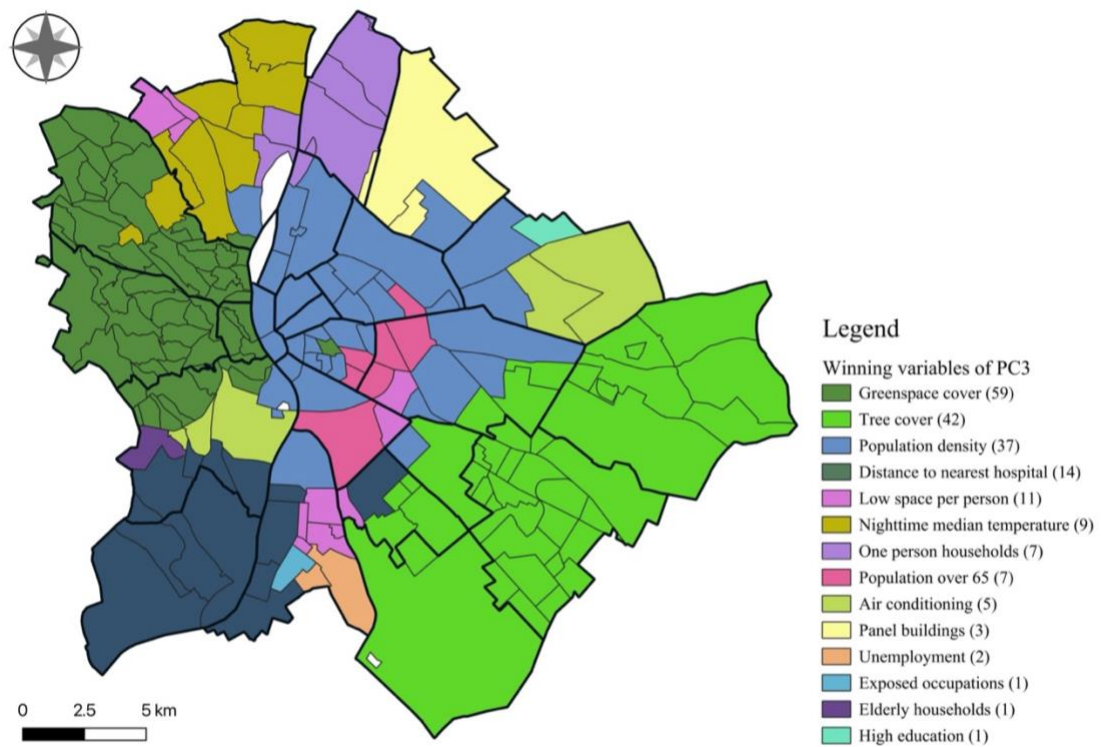 Legend
Winning variables of PC3
Greenspace cover (59)
Tree cover (42)
Population density (37)
Distance to nearest hospital (14)
Low space per person (11)
Nighttime median temperature (9)
One person households (7)
Population over 65 (7)
Air conditioning (5)
Panel buildings (3)
Unemployment (2)
Exposed occupations (1)
Elderly households (1)
High education (1)
0 2.5 5 km